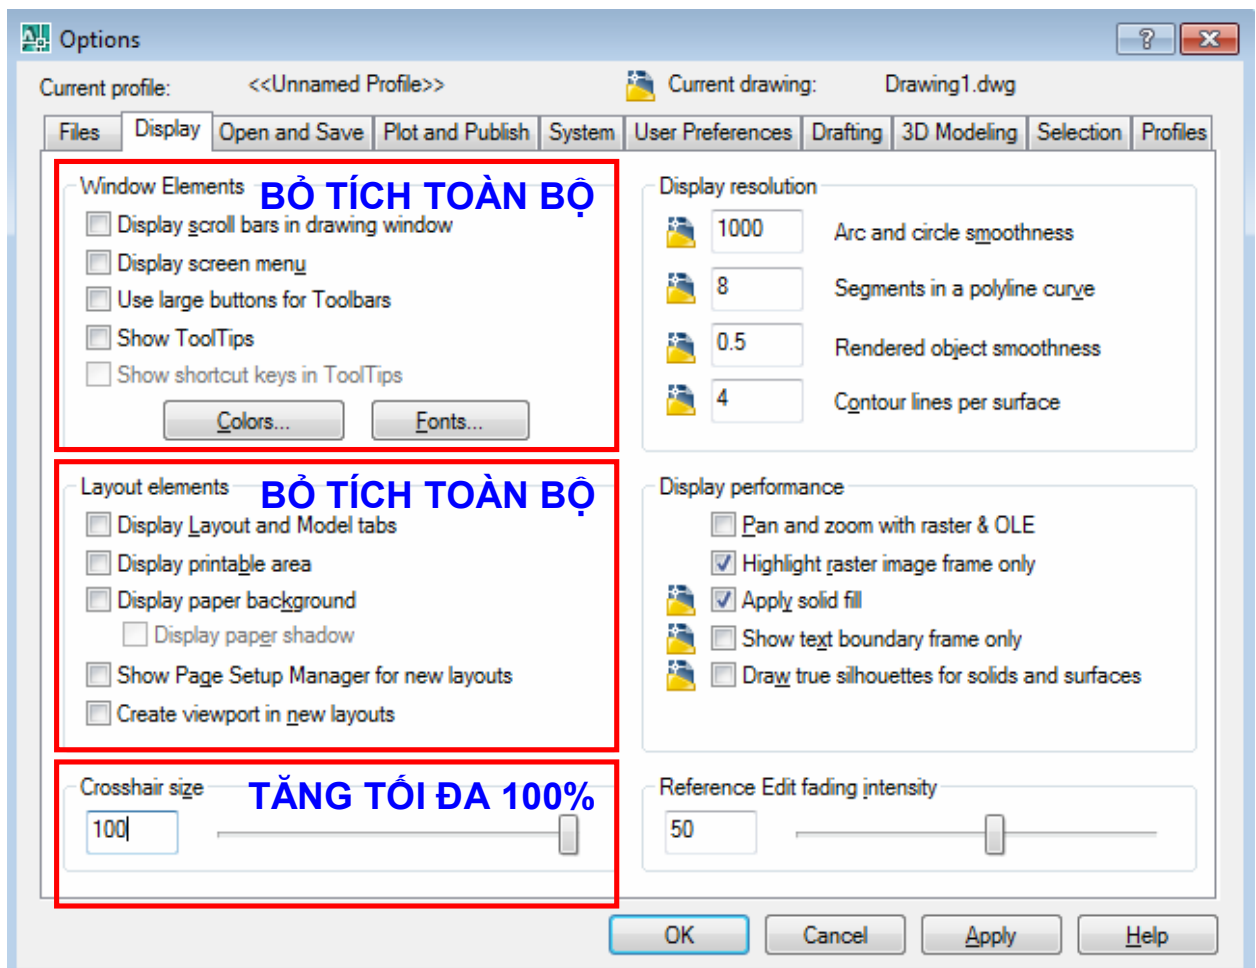 Options
Current profile: <<Unnamed Profile>> Current drawing: Drawing1.dwg
Files Display Open and Save Plot and Publish System User Preferences Drafting 3D Modeling Selection Profiles
Window Elements BỎ TÍCH TOÀN BỘ
Display scroll bars in drawing window
Display screen menu
Use large buttons for Toolbars
Show ToolTips
Show shortcut keys in ToolTips
Colors... Fonts...
Display resolution
1000 Arc and circle smoothness
8 Segments in a polyline curve
0.5 Rendered object smoothness
4 Contour lines per surface
Layout elements BỎ TÍCH TOÀN BỘ
Display Layout and Model tabs
Display printable area
Display paper background
Display paper shadow
Show Page Setup Manager for new layouts
Create viewport in new layouts
Display performance
Pan and zoom with raster & OLE
Highlight raster image frame only
Apply solid fill
Show text boundary frame only
Draw true silhouettes for solids and surfaces
Crosshair size TĂNG TỐI ĐA 100%
100
Reference Edit fading intensity
50
OK Cancel Apply Help